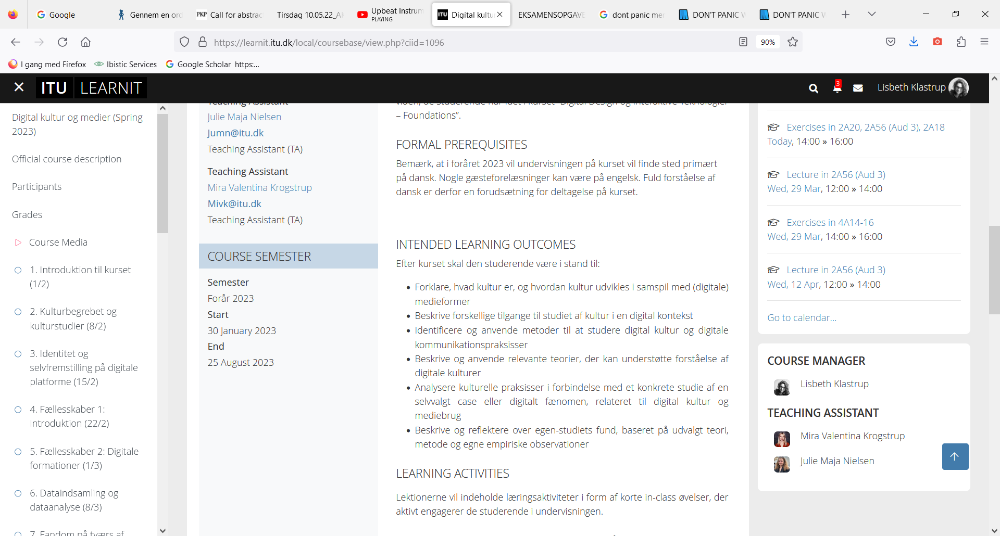 Google
Gennem en ord
PKP Call for abstrac
Tirsdag 10.05.22_A
Upbeat Instrum
PLAYING
ITU Digital kultu
EKSAMENSOPGAVE
dont panic mer
DON'T PANIC
DON'T PANIC
https://learnit.itu.dk/local/coursebase/view.php?ciid=1096
90%
I gang med Firefox
Ibistic Services
Google Scholar https:...
ITU LEARNIT
3
Lisbeth Klastrup
Digital kultur og medier (Spring
2023)
Official course description
Participants
Grades
Course Media
1. Introduktion til kurset
(1/2)
2. Kulturbegrebet og
kulturstudier (8/2)
3. Identitet og
selvfremstilling på digitale
platforme (15/2)
4. Fællesskaber 1:
Introduktion (22/2)
5. Fællesskaber 2: Digitale
formationer (1/3)
6. Dataindsamling og
dataanalyse (8/3)
7. Fandom på tværs af
Teaching Assistant
Julie Maja Nielsen
Jumn@itu.dk
Teaching Assistant (TA)
Teaching Assistant
Mira Valentina Krogstrup
Mivk@itu.dk
Teaching Assistant (TA)
COURSE SEMESTER
Semester
Forår 2023
Start
30 January 2023
End
25 August 2023
viden, de studerende har fået i kurset "Digital Design og Interaktive Teknologier
– Foundations”.
FORMAL PREREQUISITES
Bemærk, at i foråret 2023 vil undervisningen på kurset vil finde sted primært
på dansk. Nogle gæsteforelæsninger kan være på engelsk. Fuld forståelse af
dansk er derfor en forudsætning for deltagelse på kurset.
INTENDED LEARNING OUTCOMES
Efter kurset skal den studerende være i stand til:
• Forklare, hvad kultur er, og hvordan kultur udvikles i samspil med (digitale)
medieformer
• Beskrive forskellige tilgange til studiet af kultur i en digital kontekst
• Identificere og anvende metoder til at studere digital kultur og digitale
kommunikationspraksisser
• Beskrive og anvende relevante teorier, der kan understøtte forståelse af
digitale kulturer
• Analysere kulturelle praksisser i forbindelse med et konkrete studie af en
selvvalgt case eller digitalt fænomen, relateret til digital kultur og
mediebrug
• Beskrive og reflektere over egen-studiets fund, baseret på udvalgt teori,
metode og egne empiriske observationer
LEARNING ACTIVITIES
Lektionerne vil indeholde læringsaktiviteter i form af korte in-class øvelser, der
aktivt engagerer de studerende i undervisningen.
Exercises in 2A20, 2A56 (Aud 3), 2A18
Today, 14:00 » 16:00
Lecture in 2A56 (Aud 3)
Wed, 29 Mar, 12:00 » 14:00
Exercises in 4A14-16
Wed, 29 Mar, 14:00 » 16:00
Lecture in 2A56 (Aud 3)
Wed, 12 Apr, 12:00 » 14:00
Go to calendar...
COURSE MANAGER
Lisbeth Klastrup
TEACHING ASSISTANT
Mira Valentina Krogstrup
Julie Maja Nielsen